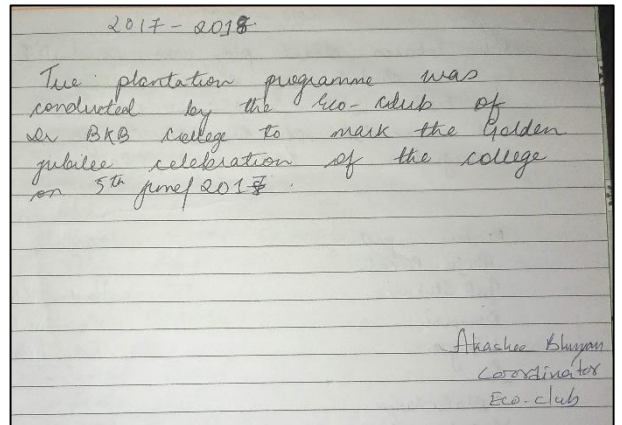 2017-2018.
Tree plantation programme was
conducted by the Eco-club of
Dr BKB College to mark the Golden
jubilee celebration of the college
on 5th June/2017.
Akashee Bhuyan
Coordinator
Eco-club